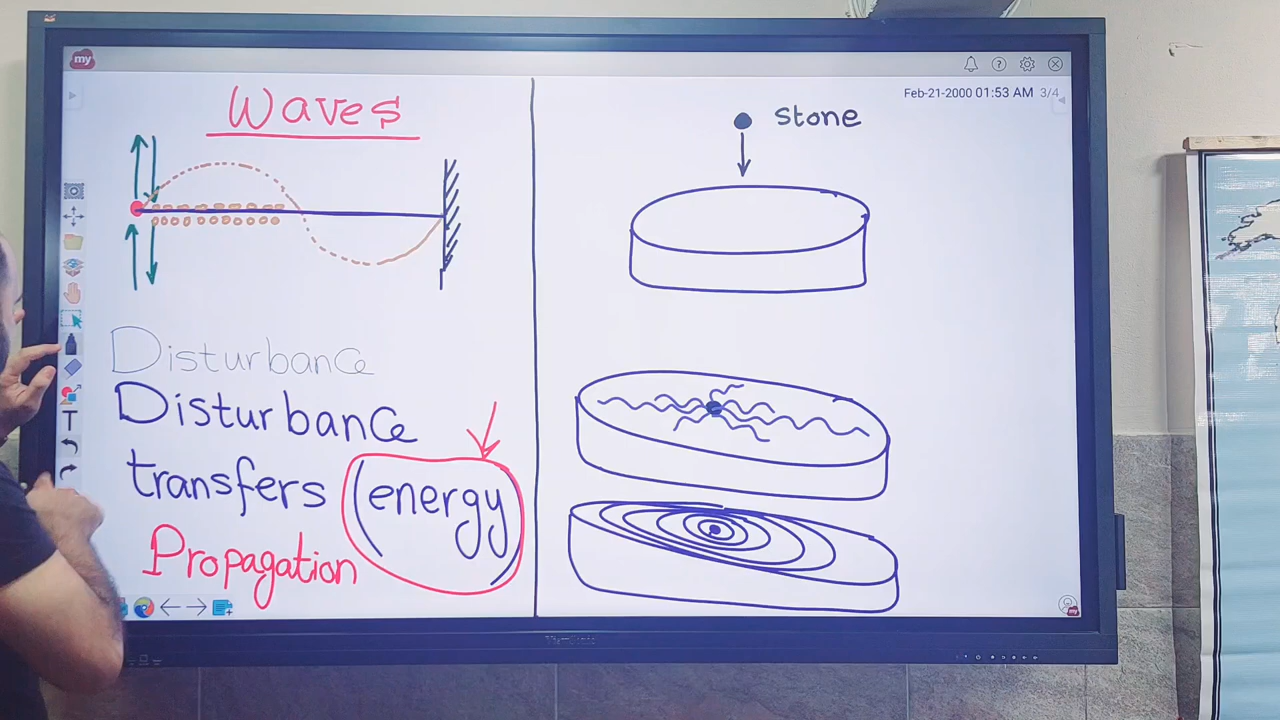 my
Feb-21-2000 01:53 AM 3/4
Waves
Disturbance
Disturbance
transfers (energy)
Propagation
stone
T